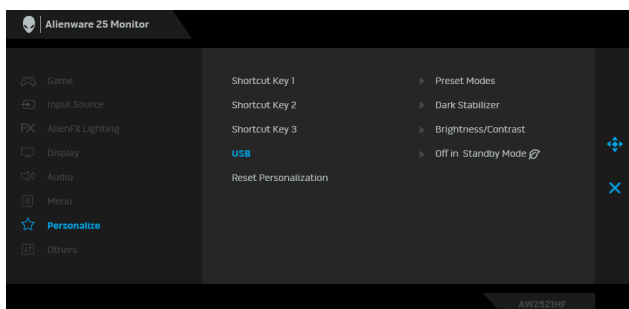 Alienware 25 Monitor
Game
Input Source
FX AlienFX Lighting
Display
Audio
Menu
Personalize
Others
Shortcut Key 1 Preset Modes
Shortcut Key 2 Dark Stabilizer
Shortcut Key 3 Brightness/Contrast
USB Off in Standby Mode
Reset Personalization
AW2521HF